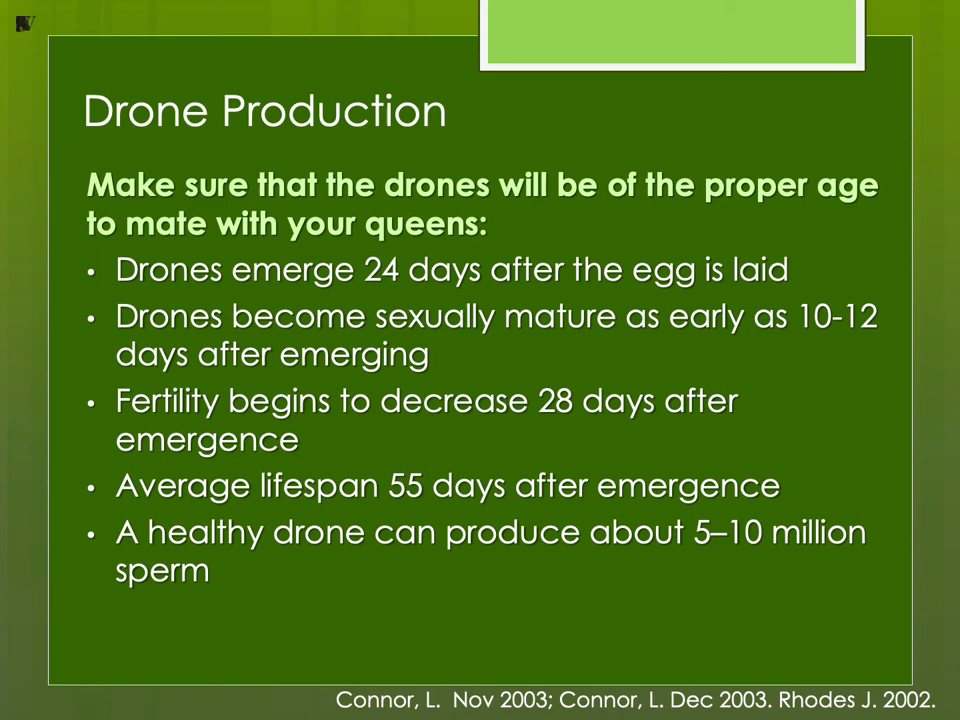 Drone Production
Make sure that the drones will be of the proper age
to mate with your queens:
• Drones emerge 24 days after the egg is laid
• Drones become sexually mature as early as 10-12
days after emerging
• Fertility begins to decrease 28 days after
emergence
• Average lifespan 55 days after emergence
• A healthy drone can produce about 5–10 million
sperm
Connor, L. Nov 2003; Connor, L. Dec 2003. Rhodes J. 2002.